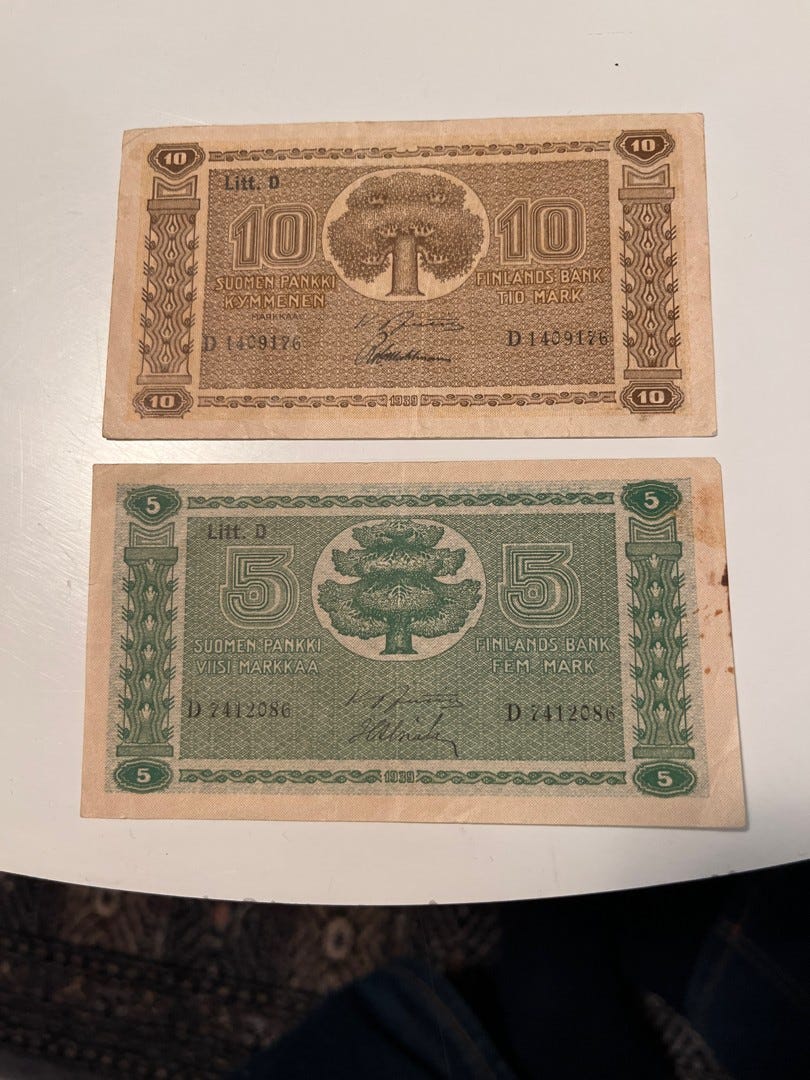 10 10
Litt. D
10 10
SUOMEN PANKKI FINLANDS BANK
KYMMENEN TIO MARK
MARKKAA
D 1409176 D 1409176
10 1939 10
5 5
Litt. D
5 5
SUOMEN PANKKI FINLANDS BANK
VIISI MARKKAA FEM MARK
D 7412086 D 7412086
5 1939 5